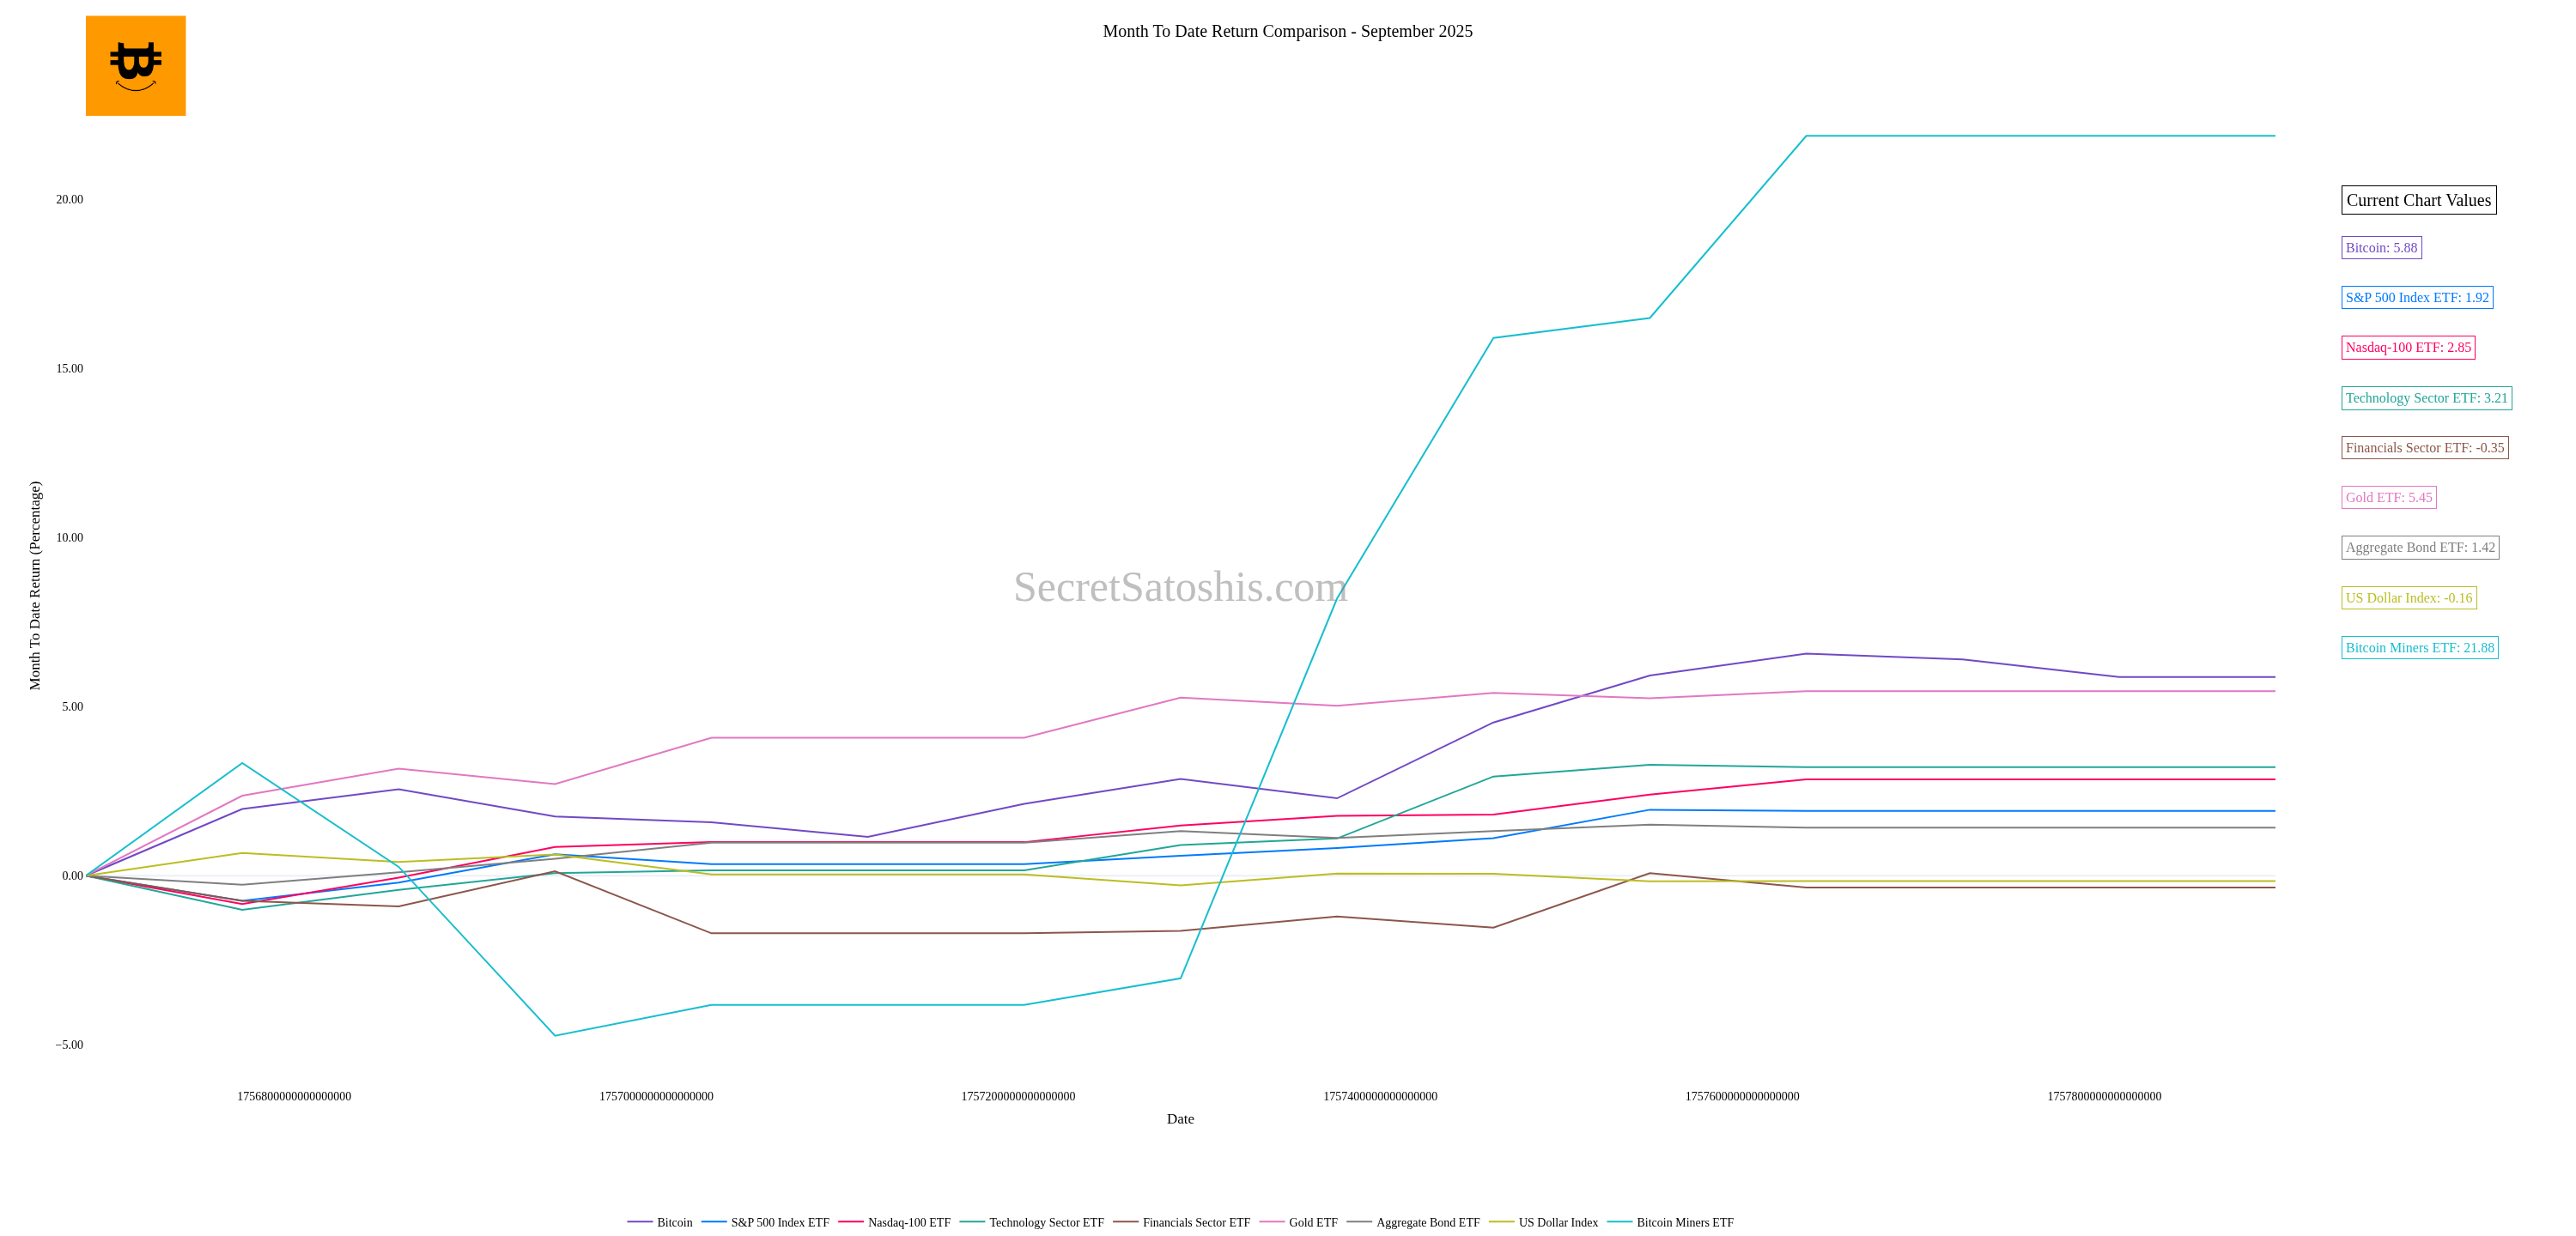 Month To Date Return Comparison - September 2025
20.00
15.00
10.00
5.00
0.00
−5.00
Month To Date Return (Percentage)
SecretSatoshis.com
1756800000000000000
1757000000000000000
1757200000000000000
1757400000000000000
1757600000000000000
1757800000000000000
Date
Current Chart Values
Bitcoin: 5.88
S&P 500 Index ETF: 1.92
Nasdaq-100 ETF: 2.85
Technology Sector ETF: 3.21
Financials Sector ETF: -0.35
Gold ETF: 5.45
Aggregate Bond ETF: 1.42
US Dollar Index: -0.16
Bitcoin Miners ETF: 21.88
Bitcoin S&P 500 Index ETF Nasdaq-100 ETF Technology Sector ETF Financials Sector ETF Gold ETF Aggregate Bond ETF US Dollar Index Bitcoin Miners ETF